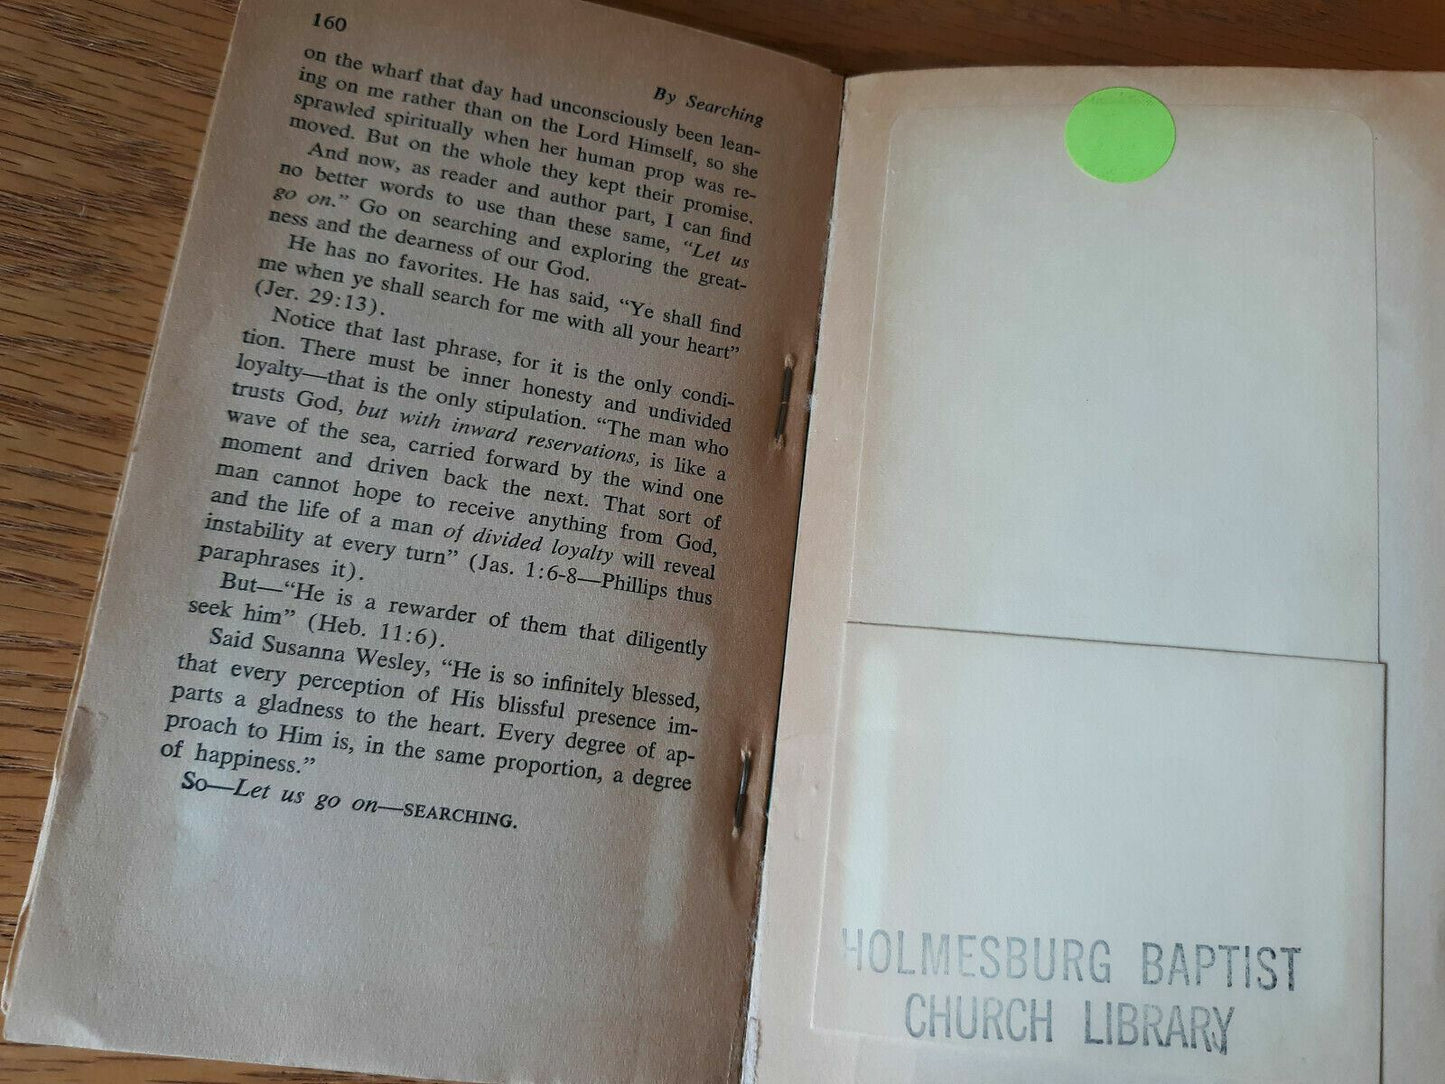 160
By Searching
on the wharf that day had unconsciously been lean-
ing on me rather than on the Lord Himself, so she
sprawled spiritually when her human prop was re-
moved. But on the whole they kept their promise.
And now, as reader and author part, I can find
no better words to use than these same, “Let us
go on.” Go on searching and exploring the great-
ness and the dearness of our God.
He has no favorites. He has said, “Ye shall find
me when ye shall search for me with all your heart”
(Jer. 29:13).
Notice that last phrase, for it is the only condi-
tion. There must be inner honesty and undivided
loyalty—that is the only stipulation. “The man who
trusts God, but with inward reservations, is like a
wave of the sea, carried forward by the wind one
moment and driven back the next. That sort of
man cannot hope to receive anything from God,
and the life of a man of divided loyalty will reveal
instability at every turn” (Jas. 1:6-8—Phillips thus
paraphrases it).
But—“He is a rewarder of them that diligently
seek him” (Heb. 11:6).
Said Susanna Wesley, “He is so infinitely blessed,
that every perception of His blissful presence im-
parts a gladness to the heart. Every degree of ap-
proach to Him is, in the same proportion, a degree
of happiness.”
So—Let us go on—SEARCHING.
HOLMESBURG BAPTIST
CHURCH LIBRARY